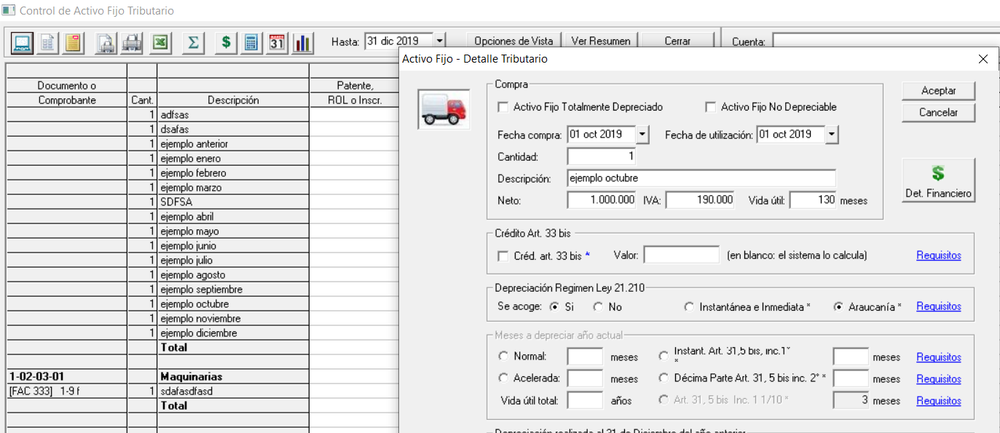 Control de Activo Fijo Tributario
Hasta: 31 dic 2019 Opciones de Vista Ver Resumen Cerrar Cuenta:
Documento o Patente,
Comprobante Cant. Descripción ROL o Inscr.
1 adfsas
1 dsafas
1 ejemplo anterior
1 ejemplo enero
1 ejemplo febrero
1 ejemplo marzo
1 SDFSA
1 ejemplo abril
1 ejemplo mayo
1 ejemplo junio
1 ejemplo julio
1 ejemplo agosto
1 ejemplo septiembre
1 ejemplo octubre
1 ejemplo noviembre
1 ejemplo diciembre
Total
1-02-03-01 Maquinarias
[FAC 333] 1-9 f 1 sdafasdfasd
Total
Activo Fijo - Detalle Tributario
Compra
Activo Fijo Totalmente Depreciado Activo Fijo No Depreciable
Fecha compra: 01 oct 2019 Fecha de utilización: 01 oct 2019
Cantidad: 1
Descripción: ejemplo octubre
Neto: 1.000.000 IVA: 190.000 Vida útil: 130 meses
Aceptar
Cancelar
$
Det. Financiero
Crédito Art. 33 bis
Créd. art. 33 bis * Valor: (en blanco: el sistema lo calcula) Requisitos
Depreciación Regimen Ley 21.210
Se acoge: Si No Instantánea e Inmediata * Araucanía * Requisitos
Meses a depreciar año actual
Normal: meses Instant. Art. 31,5 bis, inc.1° * meses Requisitos
Acelerada: meses Décima Parte Art. 31, 5 bis inc. 2° * meses Requisitos
Vida útil total: años Art. 31, 5 bis Inc. 1 1/10 * 3 meses Requisitos
Depreciación realizada al 31 de Diciembre del año anterior